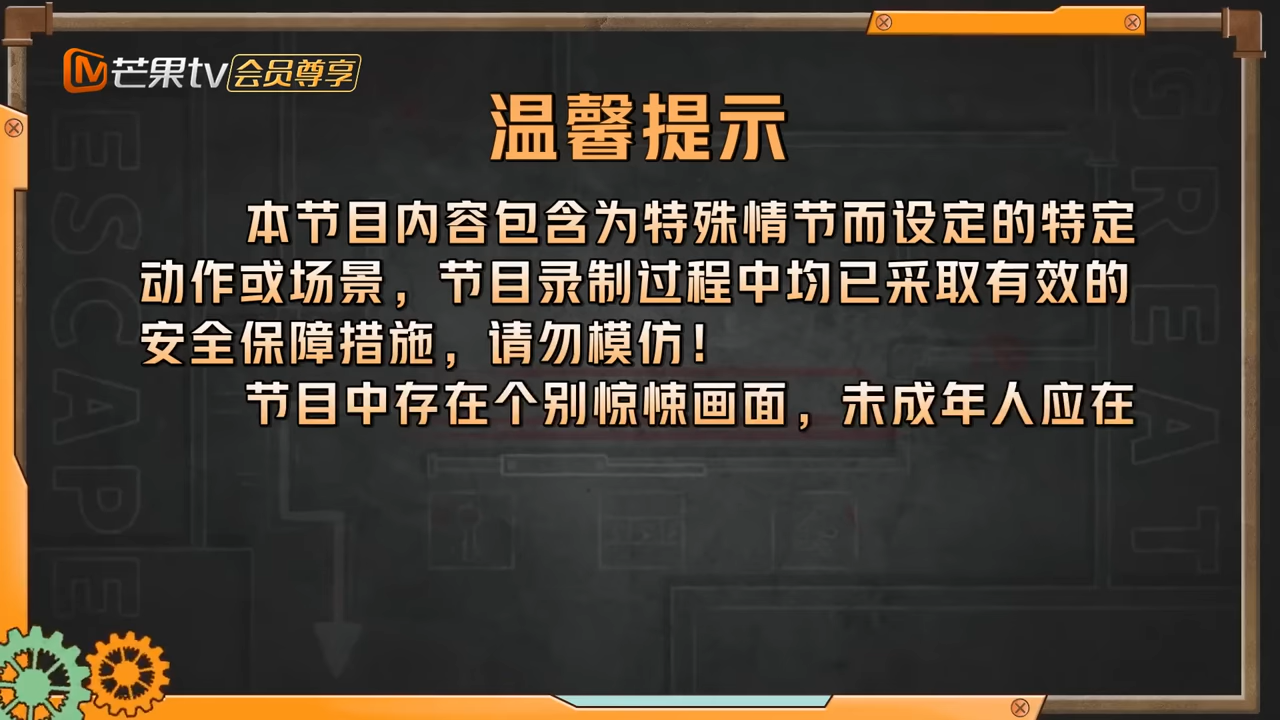 芒果tv会员尊享
温馨提示
本节目内容包含为特殊情节而设定的特定
动作或场景，节目录制过程中均已采取有效的
安全保障措施，请勿模仿！
节目中存在个别惊悚画面，未成年人应在
ESCAPE
GREAT